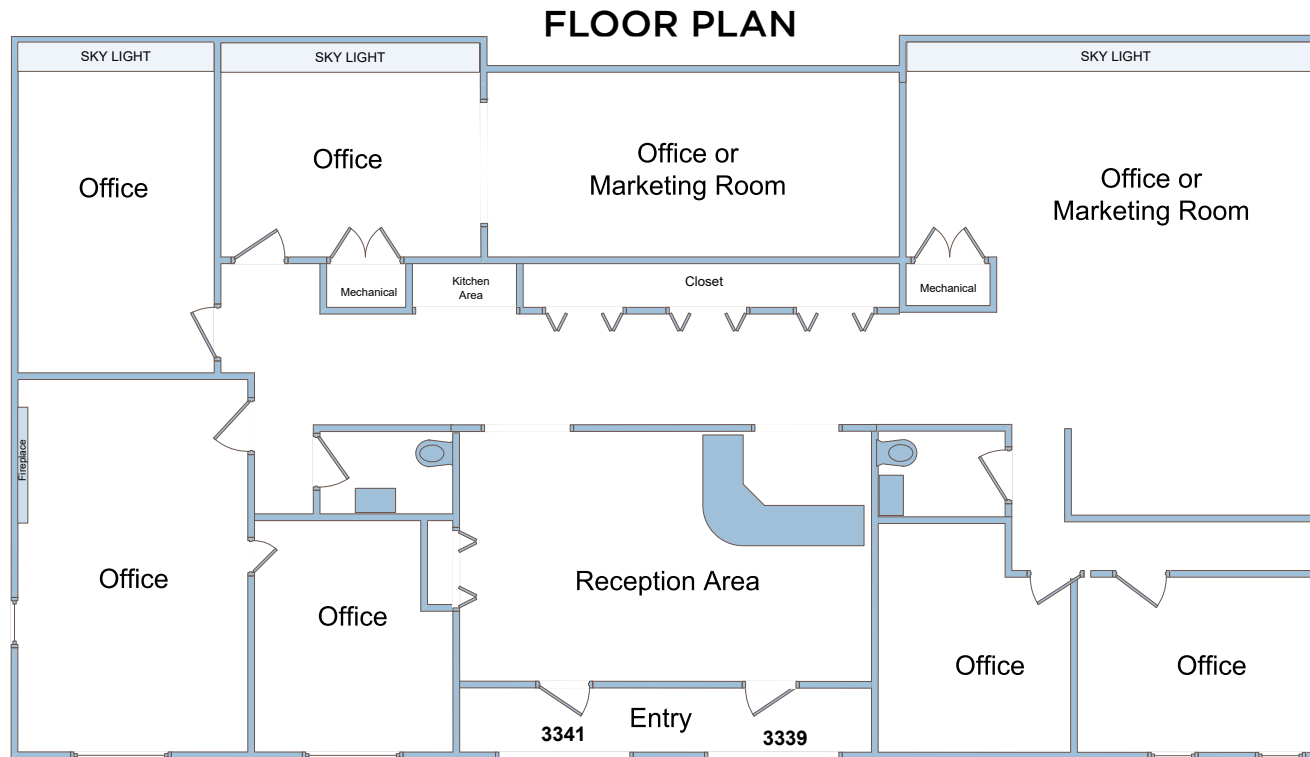 FLOOR PLAN
SKY LIGHT
SKY LIGHT
SKY LIGHT
Office
Office
Office or
Marketing Room
Office or
Marketing Room
Mechanical
Kitchen
Area
Closet
Mechanical
Fireplace
Office
Office
Reception Area
Office
Office
Entry
3341
3339